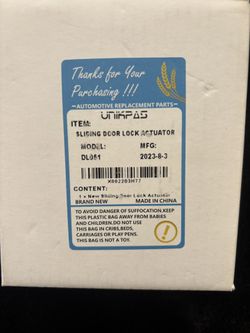 Thanks for Your
Purchasing !!!
AUTOMOTIVE REPLACEMENT PARTS
UNIKPAS
ITEM:
SLIDING DOOR LOCK ACTUATOR
MODEL: MFG:
DL051 2023-8-3
X002203H77
CONTENT:
1 x New Sliding Door Lock Actuator
BRAND NEW MADE IN CHINA
TO AVOID DANGER OF SUFFOCATION,KEEP
THIS PLASTIC BAG AWAY FROM BABIES
AND CHILDREN.DO NOT USE
THIS BAG IN CRIBS,BEDS,
CARRIAGES OR PLAY PENS.
THIS BAG IS NOT A TOY